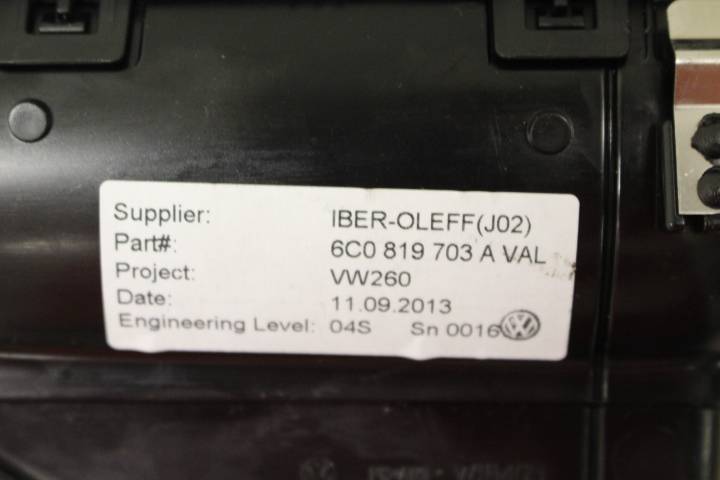 Supplier: IBER-OLEFF(J02)
Part#: 6C0 819 703 A VAL
Project: VW260
Date: 11.09.2013
Engineering Level: 04S Sn 0016